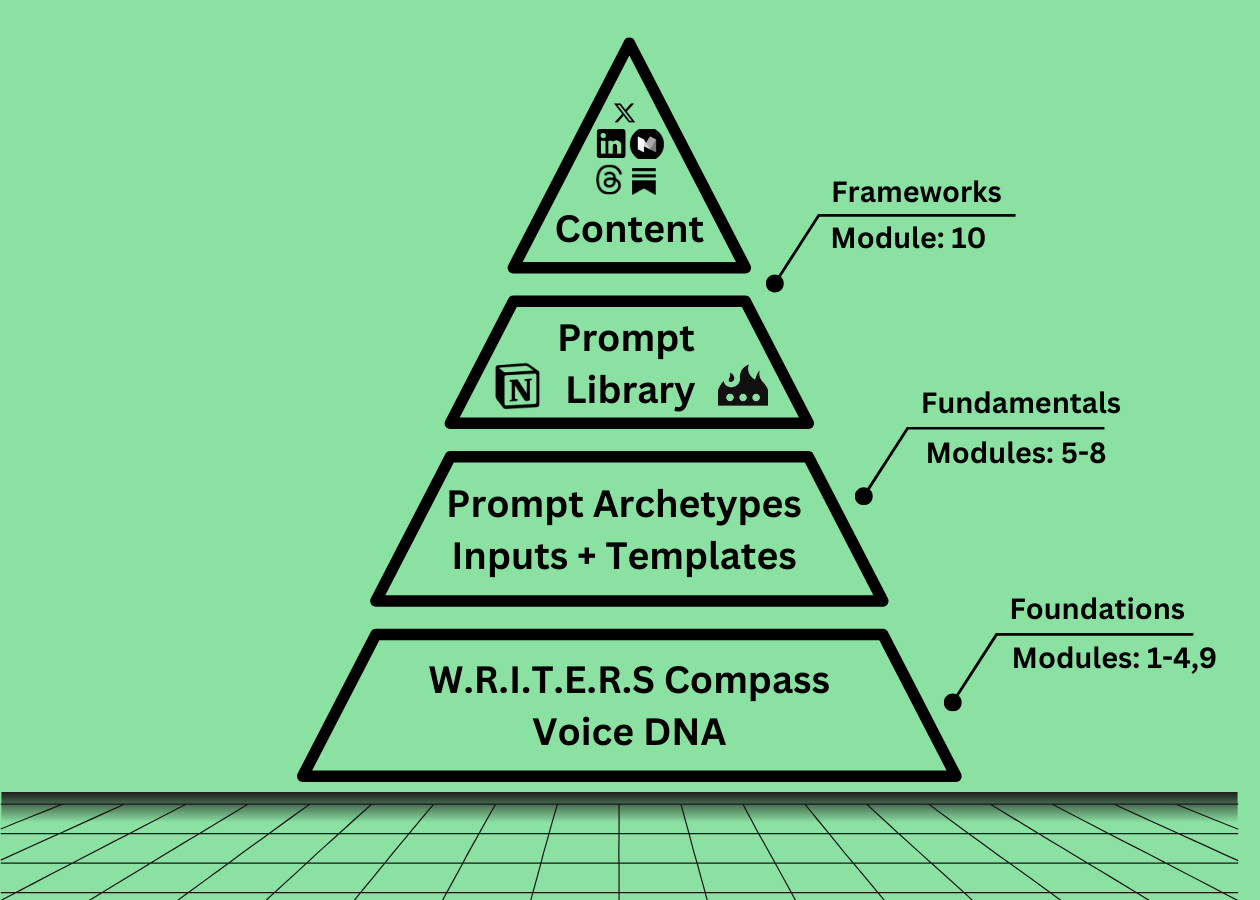 Content
Frameworks
Module: 10
Prompt
Library
Fundamentals
Modules: 5-8
Prompt Archetypes
Inputs + Templates
Foundations
Modules: 1-4,9
W.R.I.T.E.R.S Compass
Voice DNA